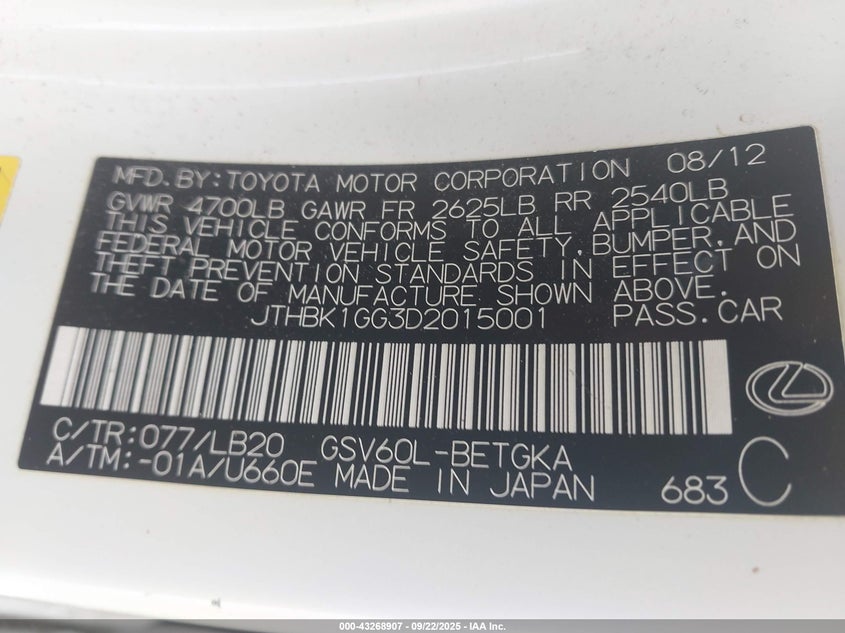 MFD.BY:TOYOTA MOTOR CORPORATION 08/12
GVWR 4700LB GAWR FR 2625LB RR 2540LB
THIS VEHICLE CONFORMS TO ALL APPLICABLE
FEDERAL MOTOR VEHICLE SAFETY,BUMPER,AND
THEFT PREVENTION STANDARDS IN EFFECT ON
THE DATE OF MANUFACTURE SHOWN ABOVE.
JTHBK1GG3D2015001 PASS.CAR
C/TR:077/LB20 GSV60L-BETGKA
A/TM:-01A/U660E MADE IN JAPAN 683 C
000-43268907 - 09/22/2025 - IAA Inc.